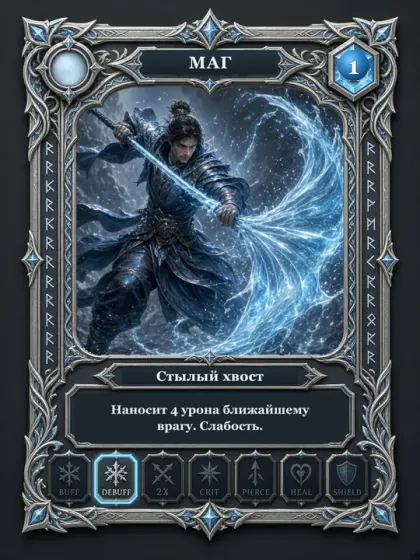 МАГ
1
Стылый хвост
Наносит 4 урона ближайшему
врагу. Слабость.
BUFF DEBUFF 2X CRIT PIERCE HEAL SHIELD